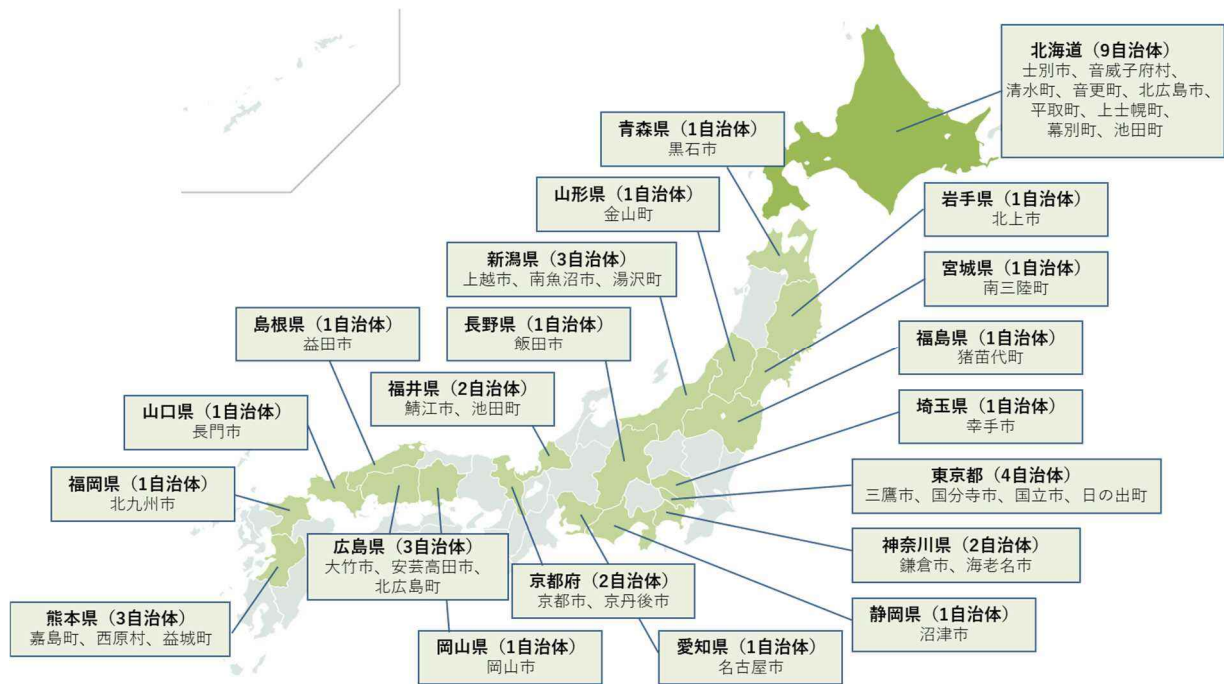 北海道（9自治体）
士別市、音威子府村、
清水町、音更町、北広島市、
平取町、上士幌町、
幕別町、池田町
青森県（1自治体）
黒石市
山形県（1自治体）
金山町
岩手県（1自治体）
北上市
新潟県（3自治体）
上越市、南魚沼市、湯沢町
宮城県（1自治体）
南三陸町
島根県（1自治体）
益田市
長野県（1自治体）
飯田市
福島県（1自治体）
猪苗代町
福井県（2自治体）
鯖江市、池田町
山口県（1自治体）
長門市
埼玉県（1自治体）
幸手市
福岡県（1自治体）
北九州市
東京都（4自治体）
三鷹市、国分寺市、国立市、日の出町
広島県（3自治体）
大竹市、安芸高田市、
北広島町
京都府（2自治体）
京都市、京丹後市
神奈川県（2自治体）
鎌倉市、海老名市
熊本県（3自治体）
嘉島町、西原村、益城町
静岡県（1自治体）
沼津市
岡山県（1自治体）
岡山市
愛知県（1自治体）
名古屋市